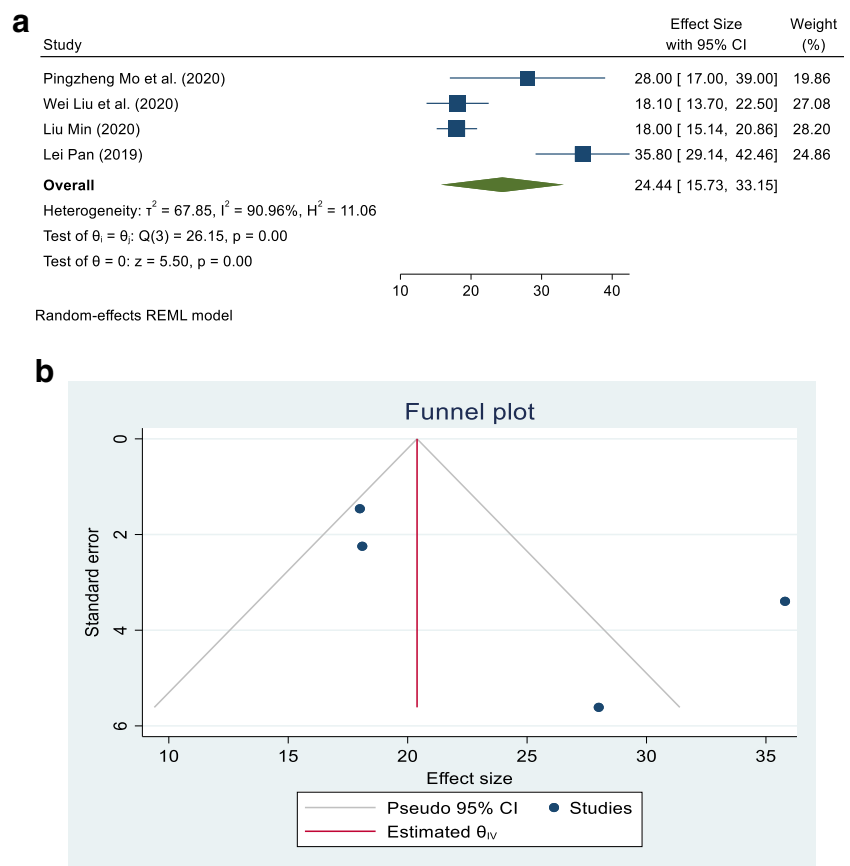 a
Effect Size Weight
Study with 95% CI (%)
Pingzheng Mo et al. (2020) 28.00 [ 17.00, 39.00] 19.86
Wei Liu et al. (2020) 18.10 [ 13.70, 22.50] 27.08
Liu Min (2020) 18.00 [ 15.14, 20.86] 28.20
Lei Pan (2019) 35.80 [ 29.14, 42.46] 24.86
Overall 24.44 [ 15.73, 33.15]
Heterogeneity: τ² = 67.85, I² = 90.96%, H² = 11.06
Test of θᵢ = θⱼ: Q(3) = 26.15, p = 0.00
Test of θ = 0: z = 5.50, p = 0.00
10 20 30 40
Random-effects REML model
b
Funnel plot
0
2
4
6
Standard error
10 15 20 25 30 35
Effect size
Pseudo 95% CI Studies
Estimated θIV